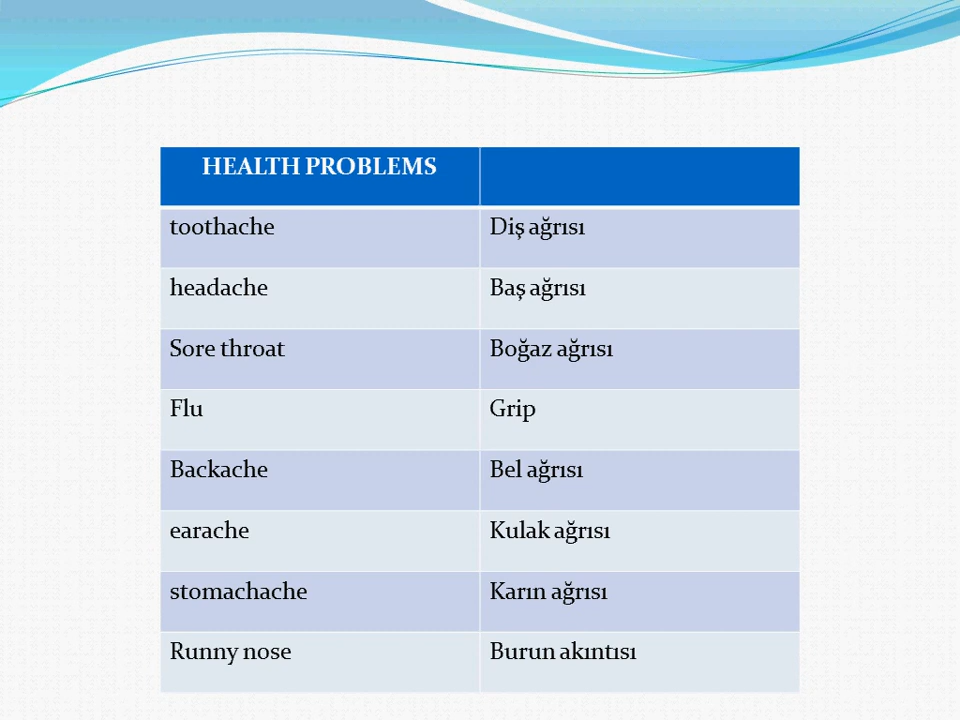 HEALTH PROBLEMS
toothache Diş ağrısı
headache Baş ağrısı
Sore throat Boğaz ağrısı
Flu Grip
Backache Bel ağrısı
earache Kulak ağrısı
stomachache Karın ağrısı
Runny nose Burun akıntısı